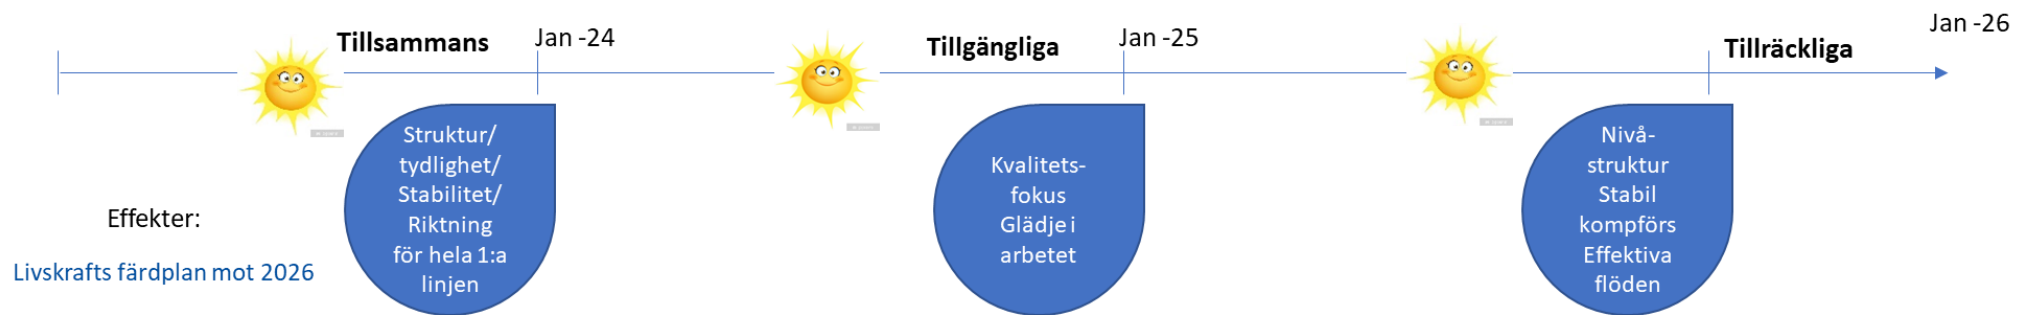 Tillsammans
Jan -24
Tillgängliga
Jan -25
Tillräckliga
Jan -26
Struktur/
tydlighet/
Stabilitet/
Riktning
för hela 1:a
linjen
Kvalitets-
fokus
Glädje i
arbetet
Nivå-
struktur
Stabil
kompförs
Effektiva
flöden
Effekter:
Livskrafts färdplan mot 2026